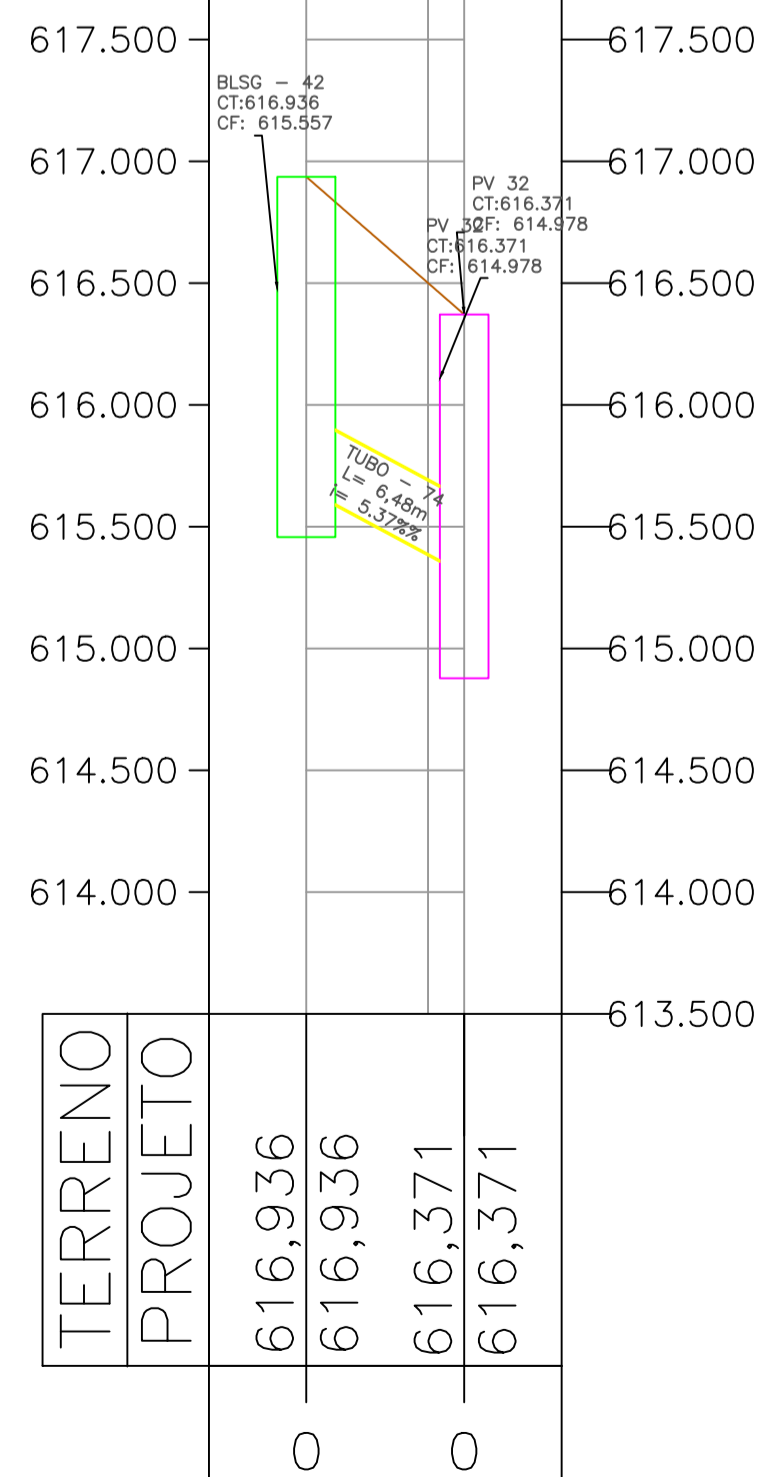 617.500
617.500
BLSG - 42
CT:616.936
CF: 615.557
617.000
617.000
PV 32
CT:616.371
CF: 614.978
PV 32
CT:616.371
CF: 614.978
616.500
616.500
616.000
616.000
TUBO - 74
L= 6,48m
i= 5.37%%
615.500
615.500
615.000
615.000
614.500
614.500
614.000
614.000
613.500
TERRENO
PROJETO
616,936
616,936
616,371
616,371
0
0